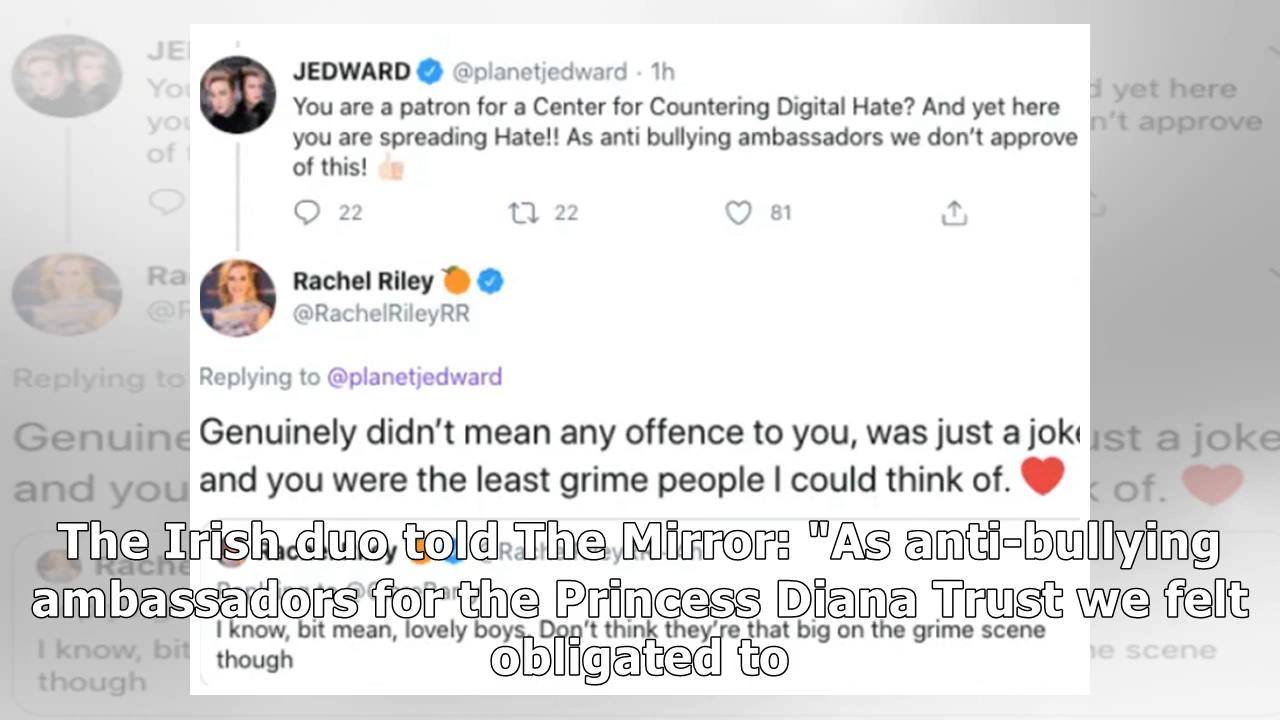 JEDWARD @planetjedward · 1h
You are a patron for a Center for Countering Digital Hate? And yet here
you are spreading Hate!! As anti bullying ambassadors we don’t approve
of this!
22 22 81
Rachel Riley
@RachelRileyRR
Replying to @planetjedward
Genuinely didn’t mean any offence to you, was just a joke
and you were the least grime people I could think of.
The Irish duo told The Mirror: "As anti-bullying
ambassadors for the Princess Diana Trust we felt
I know, bit mean, lovely boys. Don’t think they’re that big on the grime scene
though
obligated to